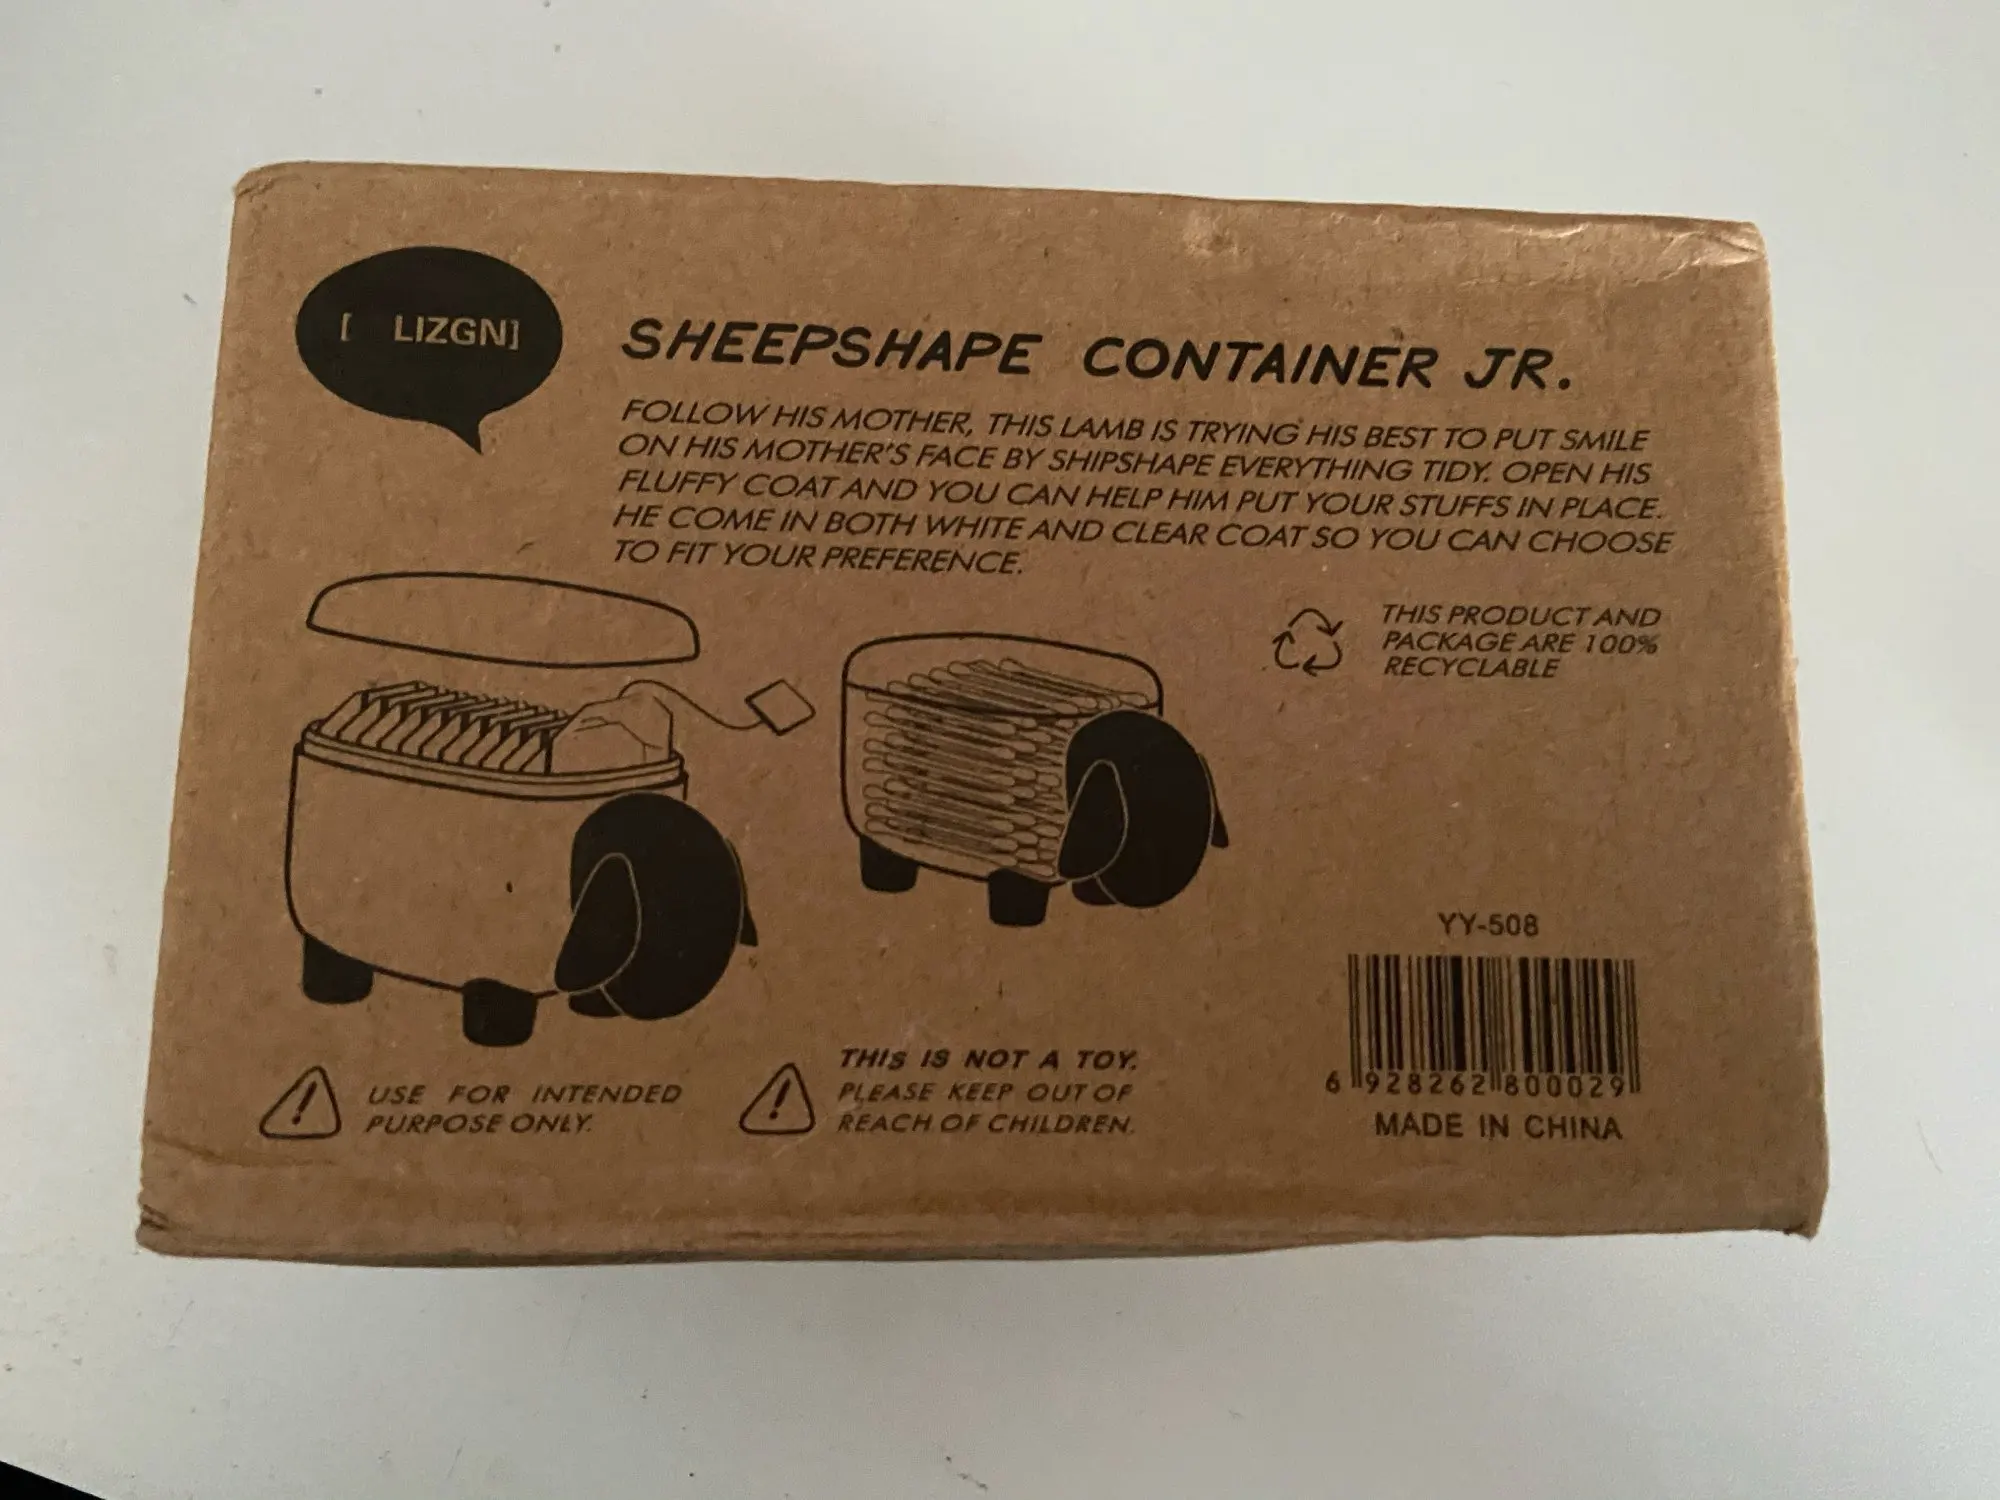 [ LIZGN]
SHEEPSHAPE CONTAINER JR.
FOLLOW HIS MOTHER, THIS LAMB IS TRYING HIS BEST TO PUT SMILE
ON HIS MOTHER'S FACE BY SHIPSHAPE EVERYTHING TIDY. OPEN HIS
FLUFFY COAT AND YOU CAN HELP HIM PUT YOUR STUFFS IN PLACE.
HE COME IN BOTH WHITE AND CLEAR COAT SO YOU CAN CHOOSE
TO FIT YOUR PREFERENCE.
THIS PRODUCT AND
PACKAGE ARE 100%
RECYCLABLE
USE FOR INTENDED
PURPOSE ONLY.
THIS IS NOT A TOY.
PLEASE KEEP OUT OF
REACH OF CHILDREN.
YY-508
6 928262 800029
MADE IN CHINA